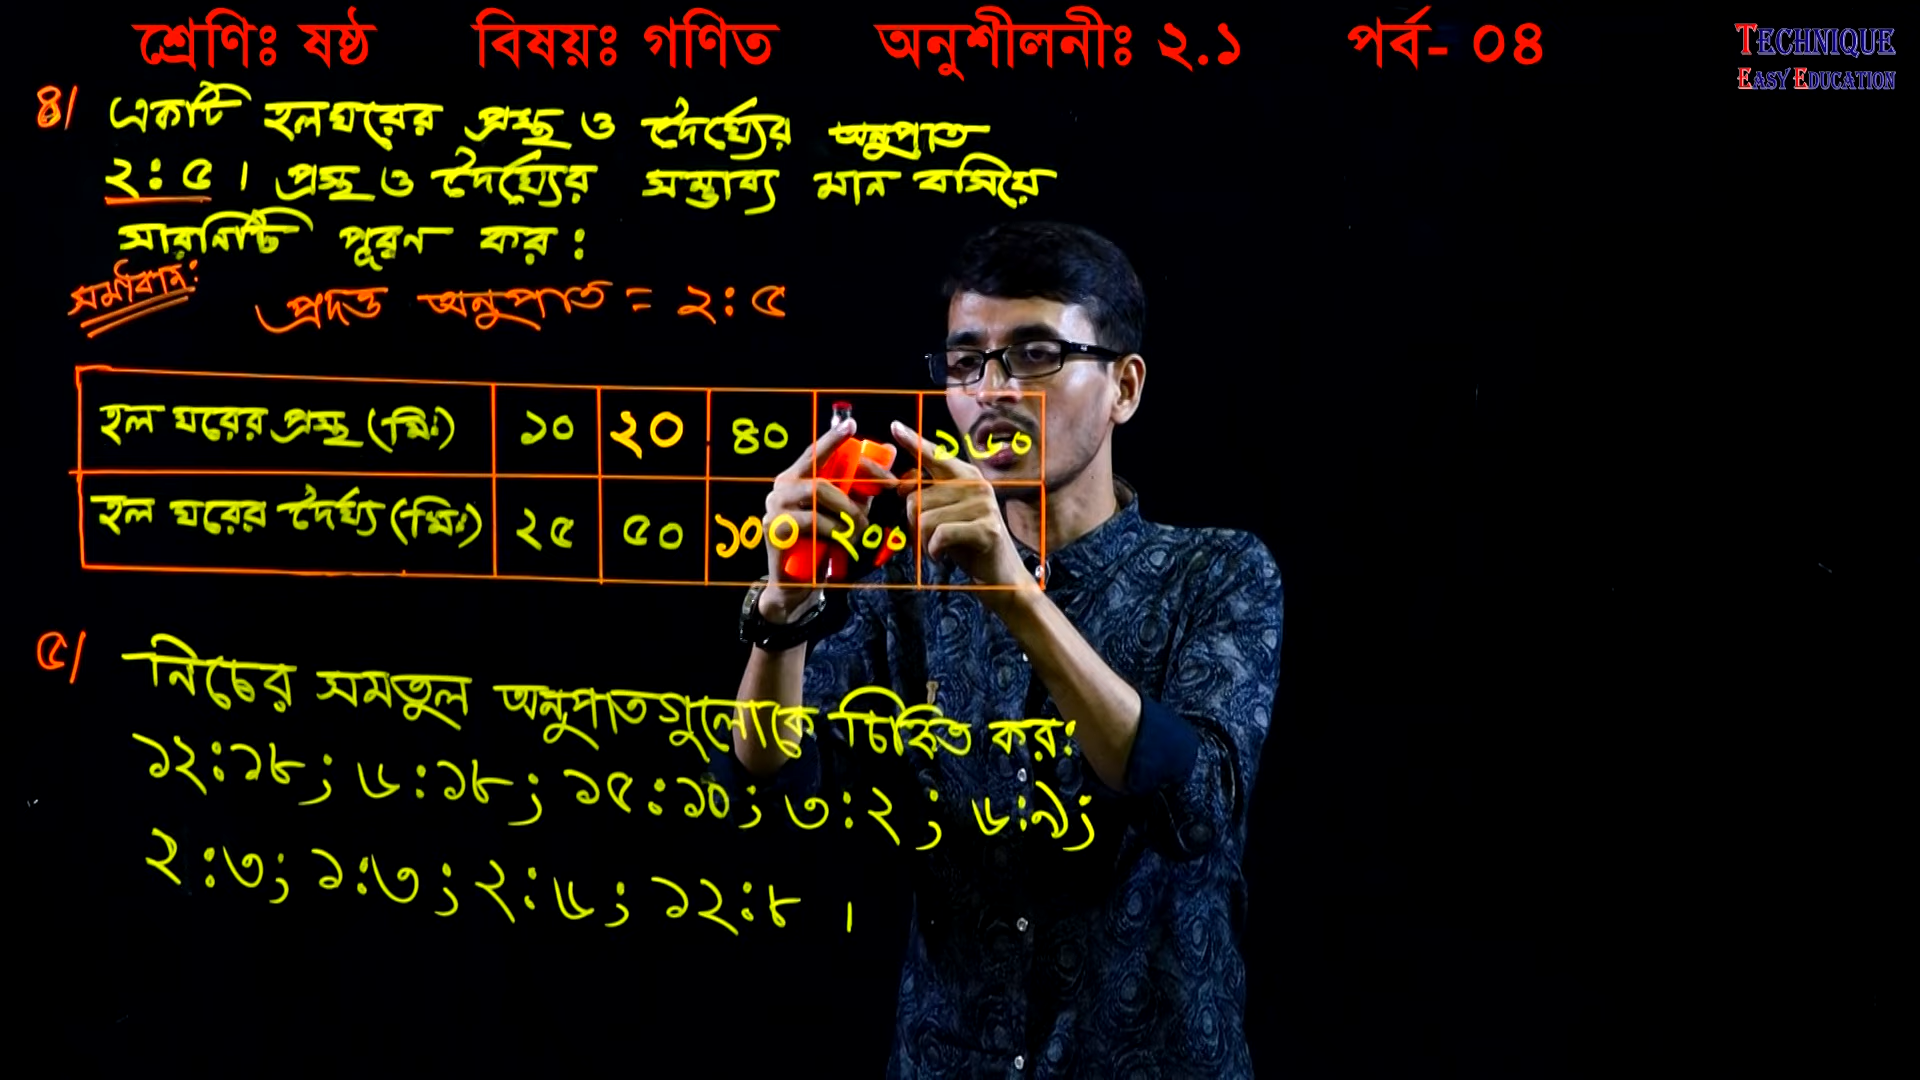 শ্রেণিঃ ষষ্ঠ বিষয়ঃ গণিত অনুশীলনীঃ ২.১ পর্ব- ০৪
TECHNIQUE
EASY EDUCATION
৪। একটি হলঘরের প্রস্থ ও দৈর্ঘ্যের অনুপাত
২:৫। প্রস্থ ও দৈর্ঘ্যের সম্ভাব্য মান বসিয়ে
সারণিটি পূরণ কর:
সমাধান:
প্রদত্ত অনুপাত = ২:৫
হল ঘরের প্রস্থ (মিঃ) ১০ ২০ ৪০ ১৬০
হল ঘরের দৈর্ঘ্য (মিঃ) ২৫ ৫০ ১০০ ২০০
৫। নিচের সমতুল অনুপাতগুলোকে চিহ্নিত কর:
১২:১৮; ৬:১৮; ১৫:১০; ৩:২; ৬:৯;
২:৩; ১:৩; ২:৬; ১২:৮।